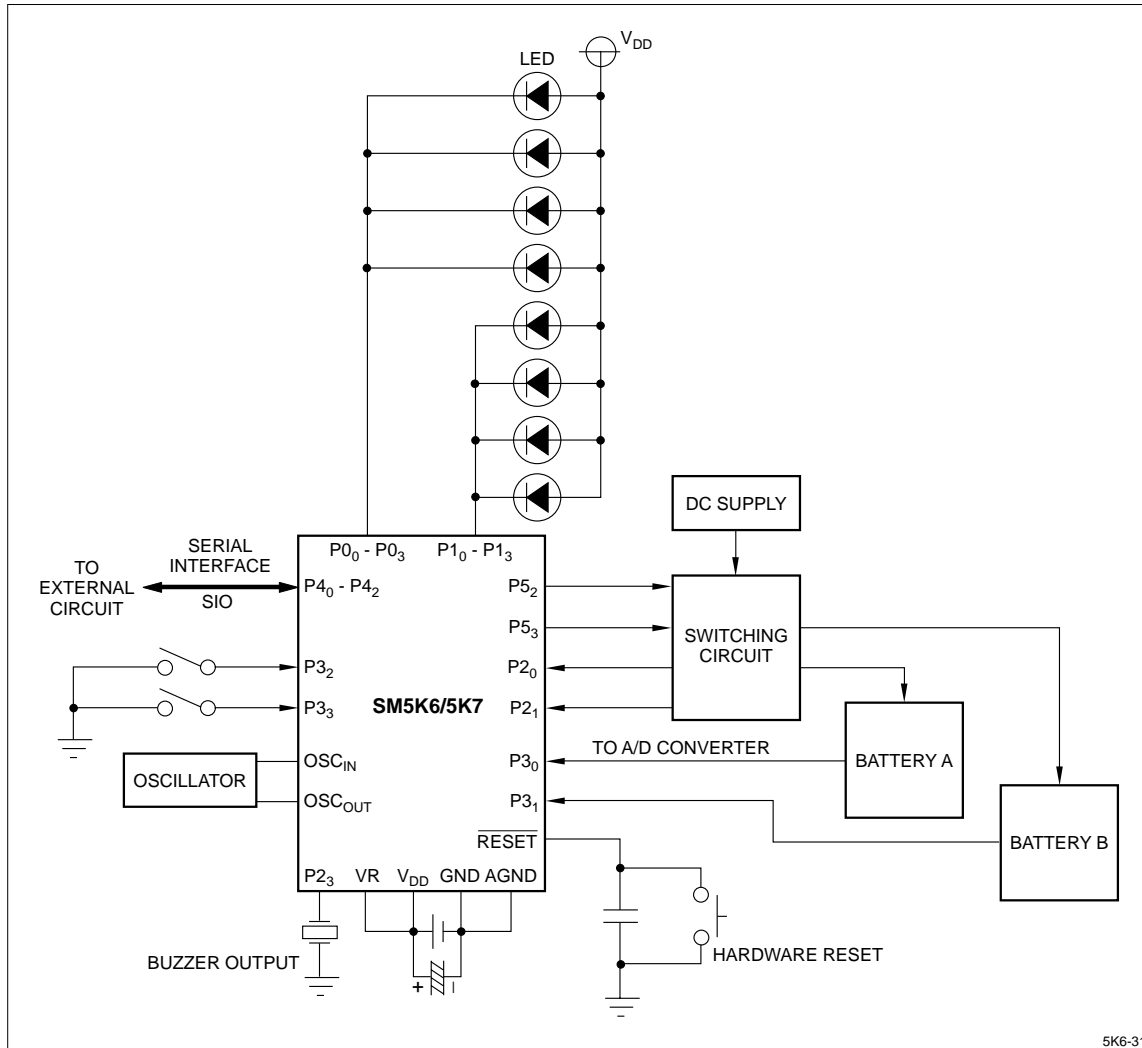 V_DD
LED
DC SUPPLY
P0_0 - P0_3
P1_0 - P1_3
SERIAL
INTERFACE
SIO
TO
EXTERNAL
CIRCUIT
P4_0 - P4_2
P5_2
P5_3
SWITCHING
CIRCUIT
P3_2
P2_0
P3_3
SM5K6/5K7
P2_1
TO A/D CONVERTER
OSCILLATOR
OSC_IN
OSC_OUT
P3_0
BATTERY A
P3_1
RESET
BATTERY B
P2_3
VR
V_DD
GND
AGND
BUZZER OUTPUT
+
HARDWARE RESET
5K6-31